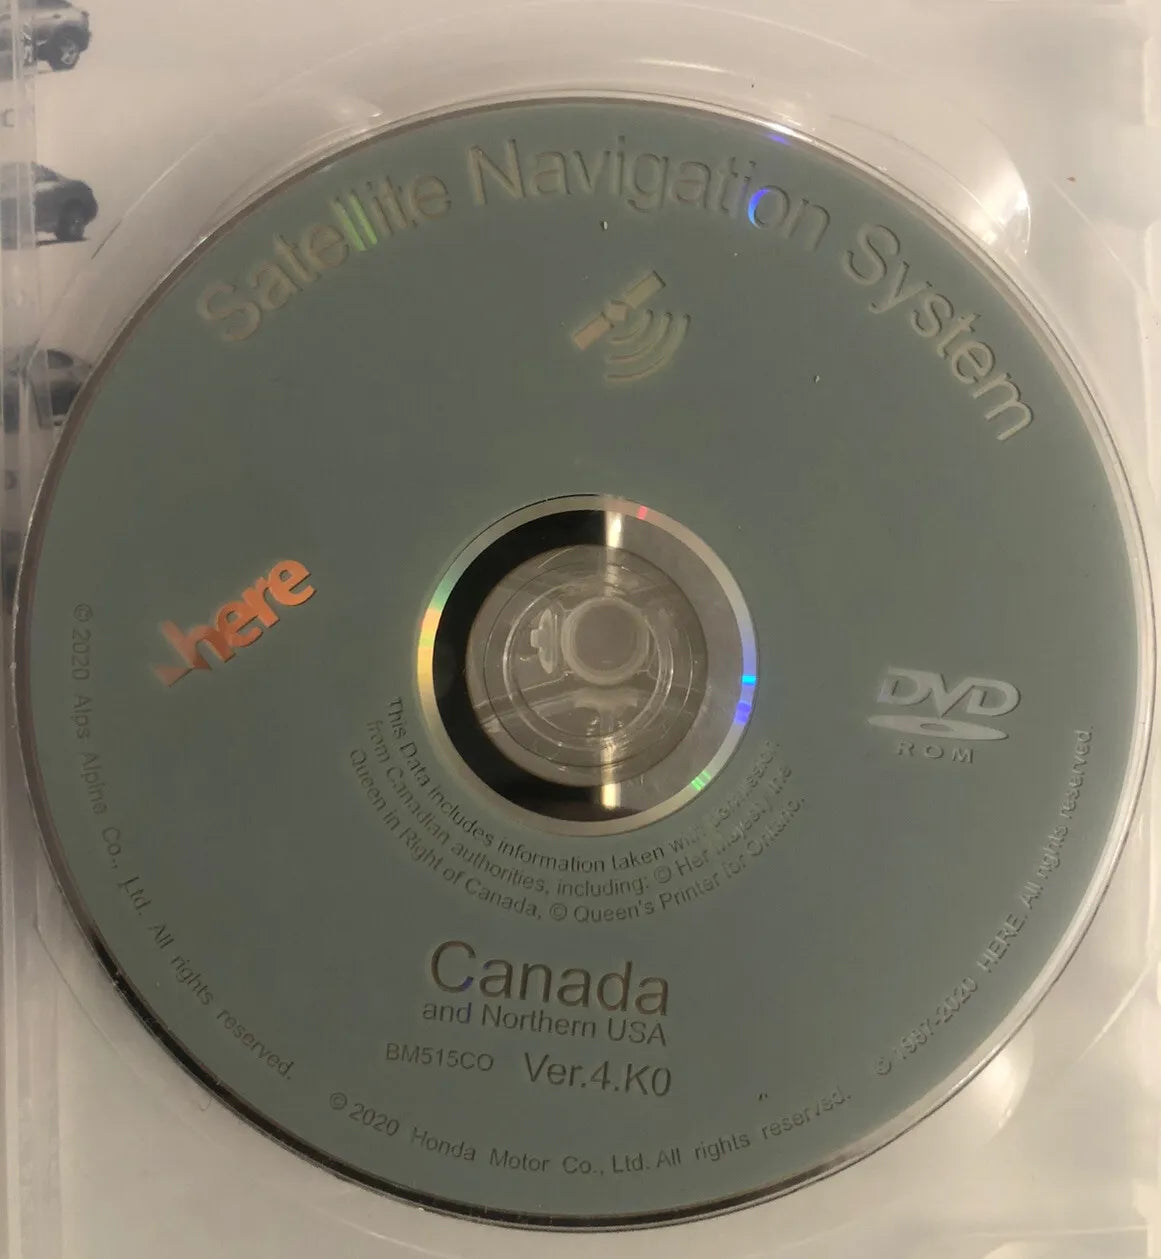 Satellite Navigation System
here
DVD
ROM
This Data includes information taken with permission
from Canadian authorities, including: © Her Majesty the
Queen in Right of Canada, © Queen's Printer for Ontario.
Canada
and Northern USA
BM515CO Ver.4.K0
© 2020 Alps Alpine Co., Ltd. All rights reserved.
© 2020 Honda Motor Co., Ltd. All rights reserved.
© 1987-2020 HERE. All rights reserved.